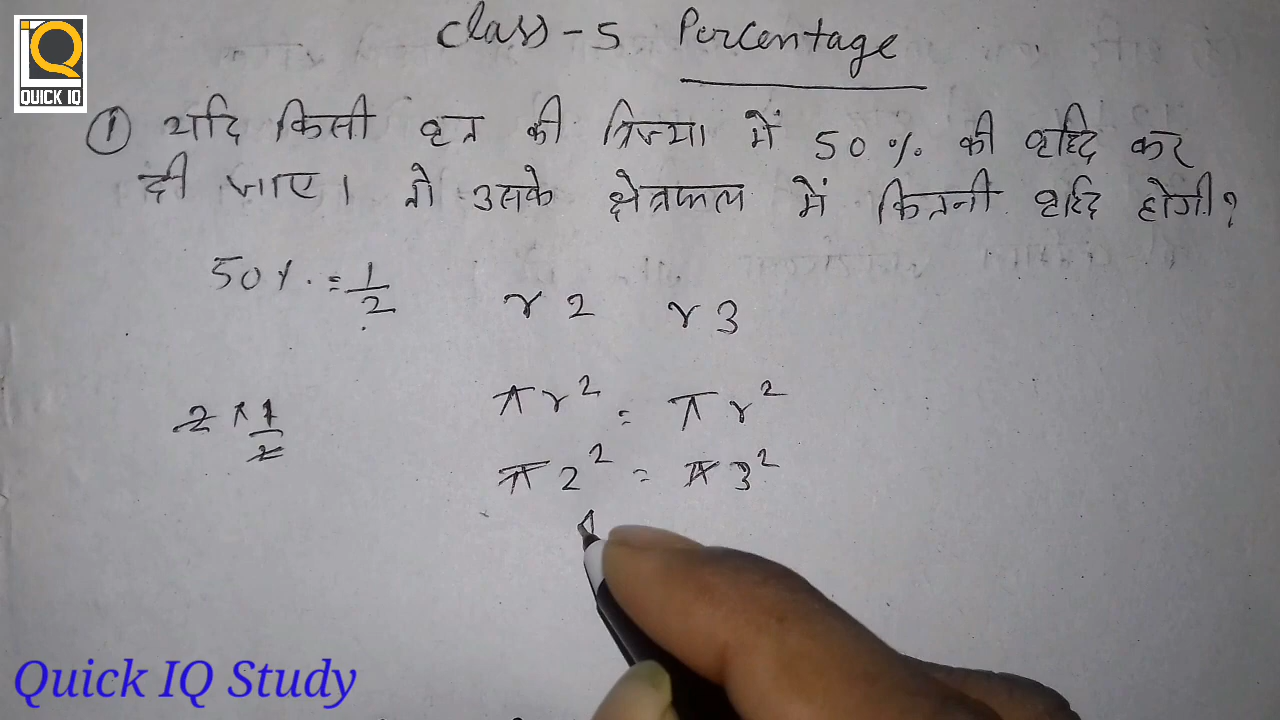 QUICK IQ
Class - 5 Percentage
① यदि किसी वृत्त की त्रिज्या में 50% की वृद्धि कर
दी जाए। तो उसके क्षेत्रफल में कितनी वृद्धि होगी?
50% = 1/2
r 2 r 3
πr² = πr²
2 × 1/2
π2² = π3²
Quick IQ Study